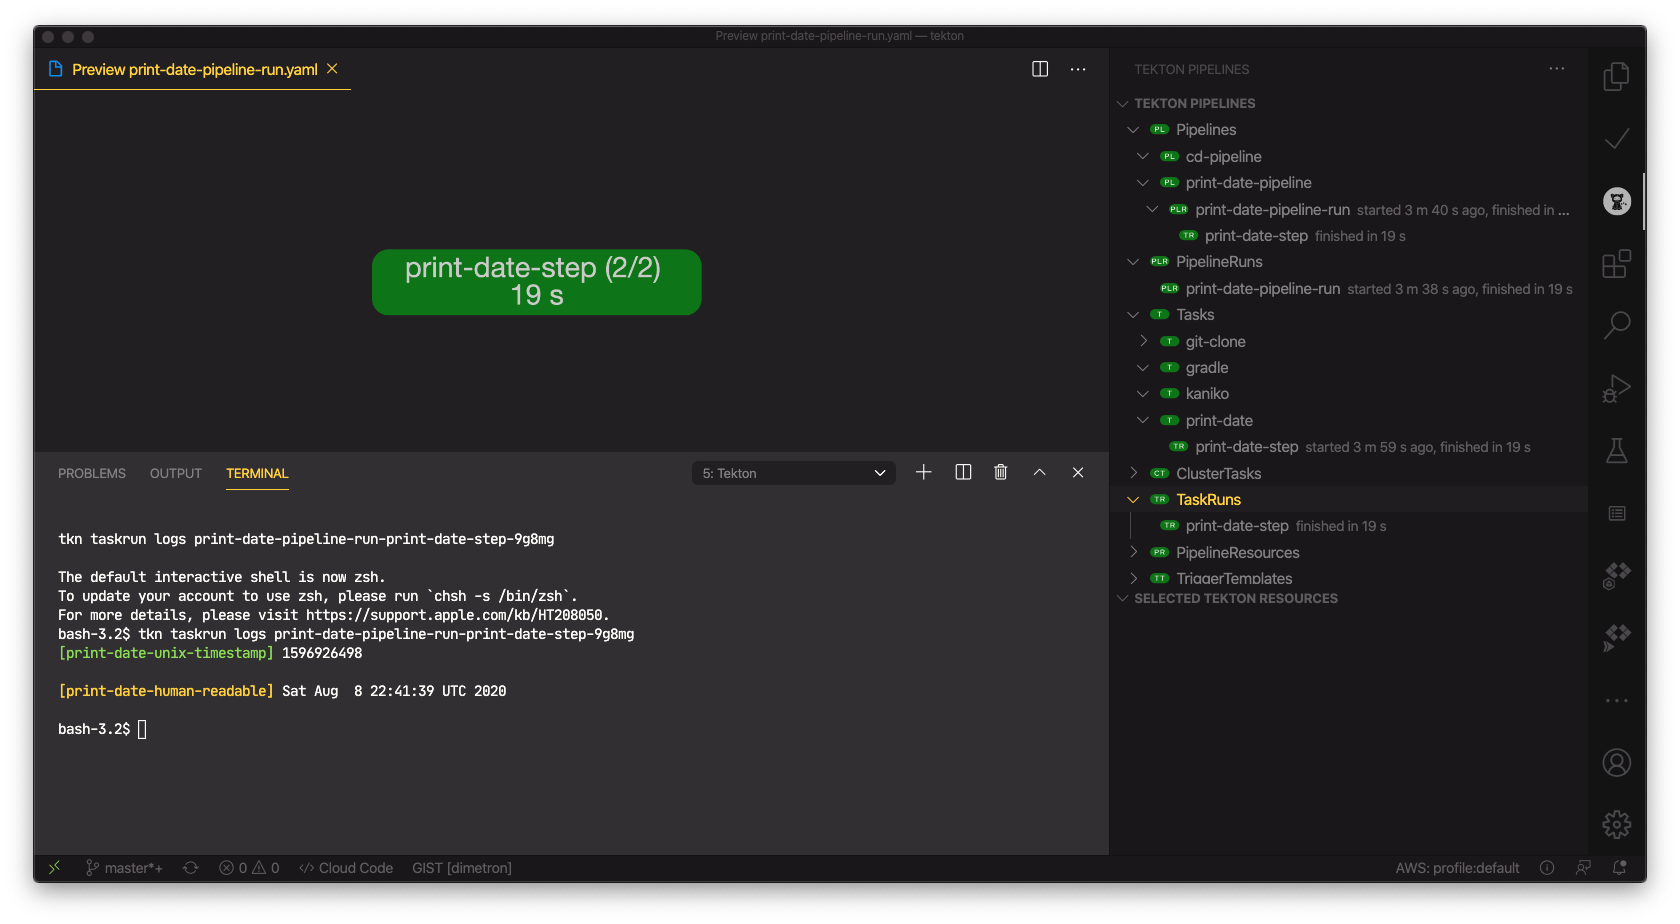 Preview print-date-pipeline-run.yaml — tekton
Preview print-date-pipeline-run.yaml
print-date-step (2/2)
19 s
PROBLEMS OUTPUT TERMINAL
5: Tekton
tkn taskrun logs print-date-pipeline-run-print-date-step-9g8mg
The default interactive shell is now zsh.
To update your account to use zsh, please run `chsh -s /bin/zsh`.
For more details, please visit https://support.apple.com/kb/HT208050.
bash-3.2$ tkn taskrun logs print-date-pipeline-run-print-date-step-9g8mg
[print-date-unix-timestamp] 1596926498
[print-date-human-readable] Sat Aug  8 22:41:39 UTC 2020
bash-3.2$
TEKTON PIPELINES
TEKTON PIPELINES
PL Pipelines
PL cd-pipeline
PL print-date-pipeline
PLR print-date-pipeline-run started 3 m 40 s ago, finished in ...
TR print-date-step finished in 19 s
PLR PipelineRuns
PLR print-date-pipeline-run started 3 m 38 s ago, finished in 19 s
T Tasks
T git-clone
T gradle
T kaniko
T print-date
TR print-date-step started 3 m 59 s ago, finished in 19 s
CT ClusterTasks
TR TaskRuns
TR print-date-step finished in 19 s
PR PipelineResources
TT TriggerTemplates
SELECTED TEKTON RESOURCES
master*+ 0 0 Cloud Code GIST [dimetron] AWS: profile:default